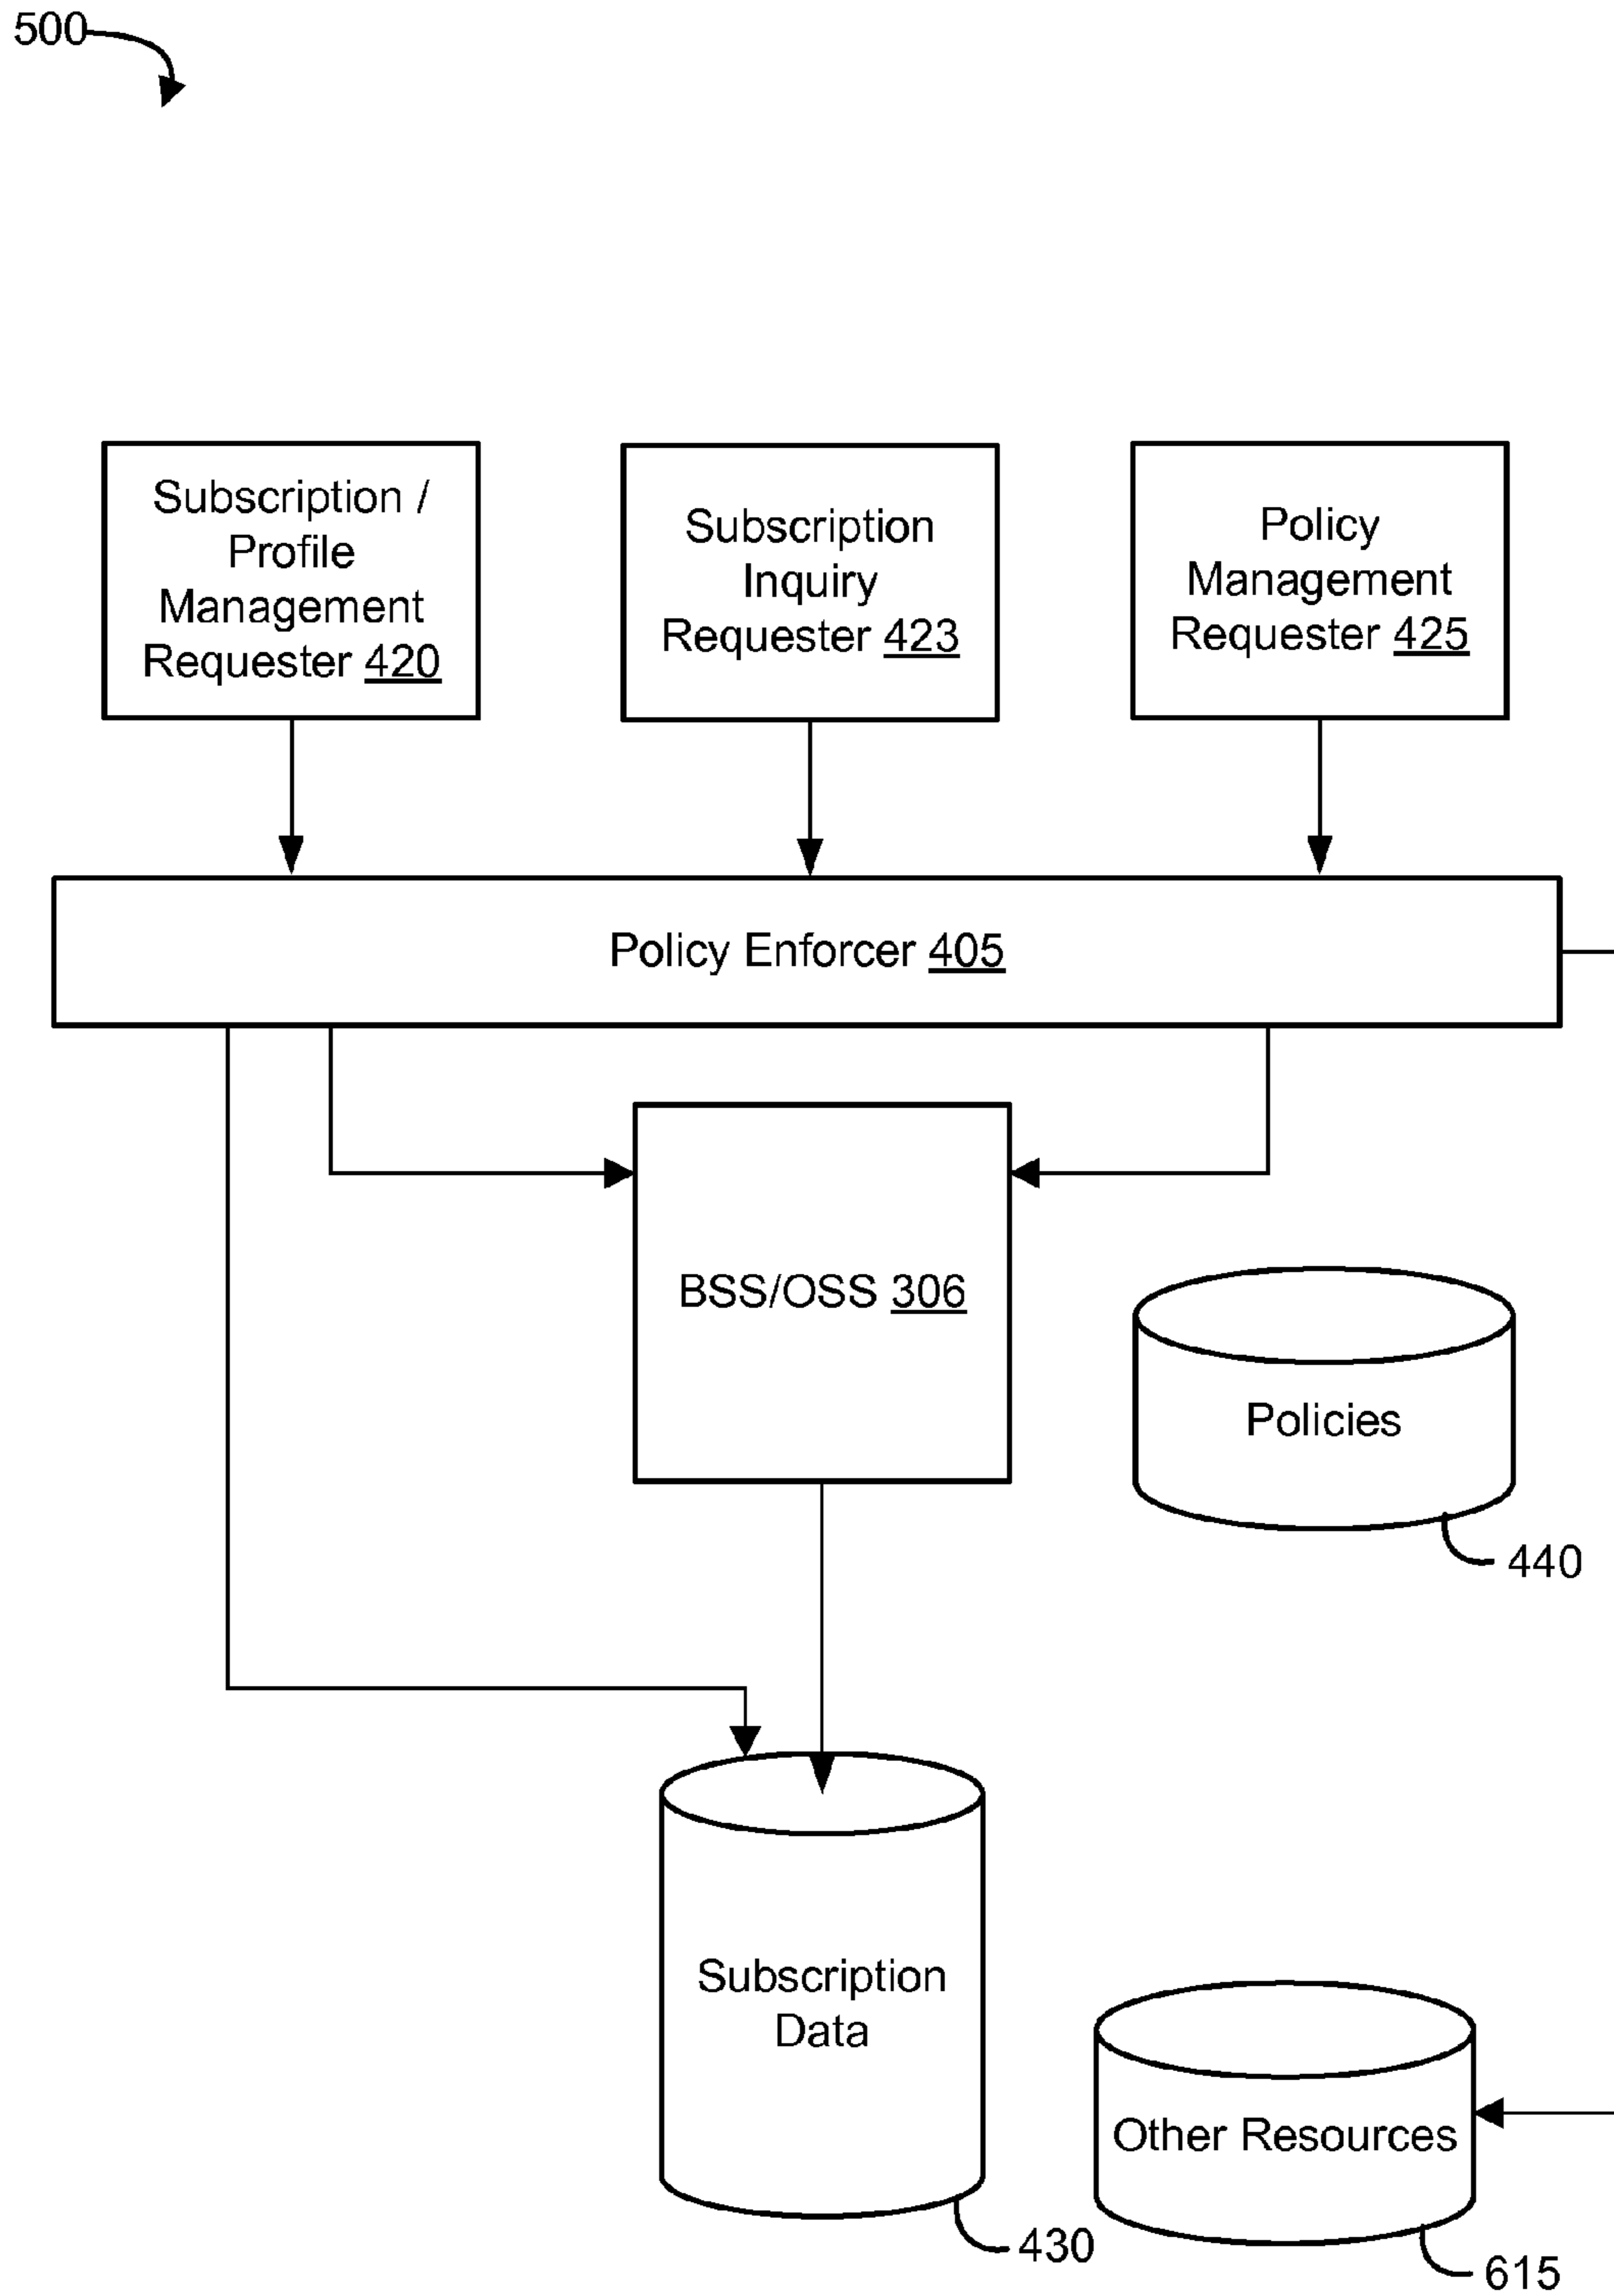 500
Subscription /
Profile
Management
Requester 420
Subscription
Inquiry
Requester 423
Policy
Management
Requester 425
Policy Enforcer 405
BSS/OSS 306
Policies
440
Subscription
Data
430
Other Resources
615